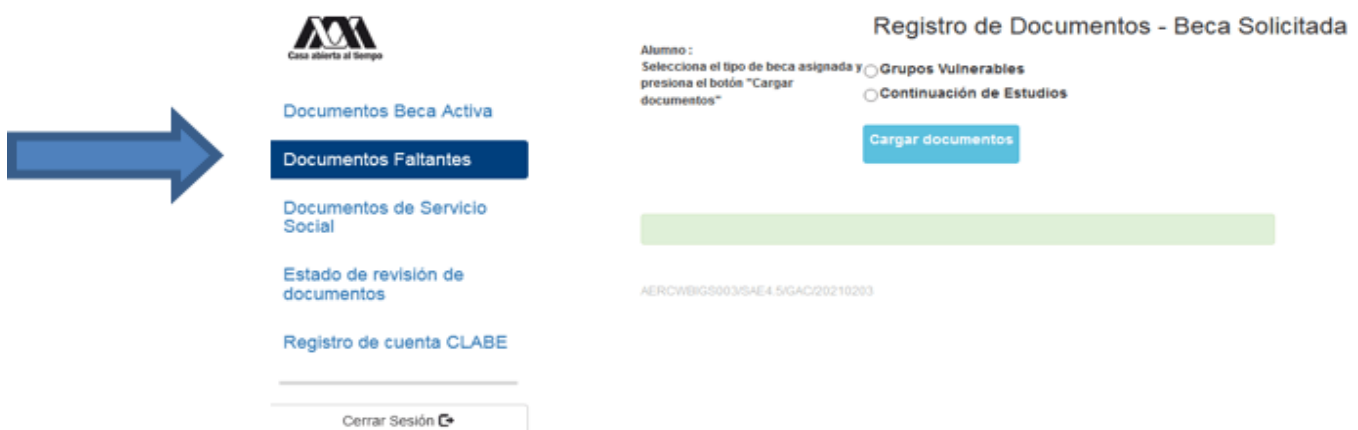 Casa abierta al tiempo
Documentos Beca Activa
Documentos Faltantes
Documentos de Servicio
Social
Estado de revisión de
documentos
Registro de cuenta CLABE
Cerrar Sesión
Registro de Documentos - Beca Solicitada
Alumno :
Selecciona el tipo de beca asignada y
presiona el botón "Cargar
documentos"
Grupos Vulnerables
Continuación de Estudios
Cargar documentos
AERCWBIGS003/SAE4.5/GAC/20210203